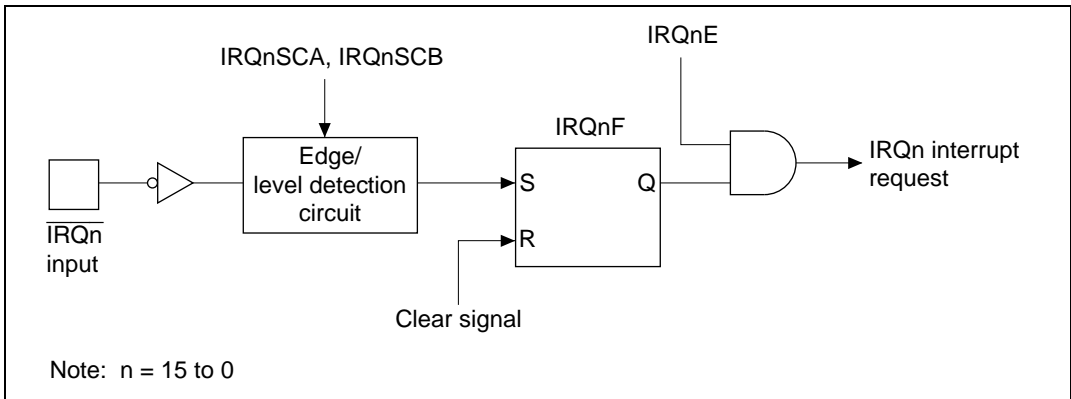 IRQnE
IRQnSCA, IRQnSCB
IRQnF
Edge/
level detection
circuit
S
Q
R
IRQn interrupt
request
IRQn
input
Clear signal
Note: n = 15 to 0